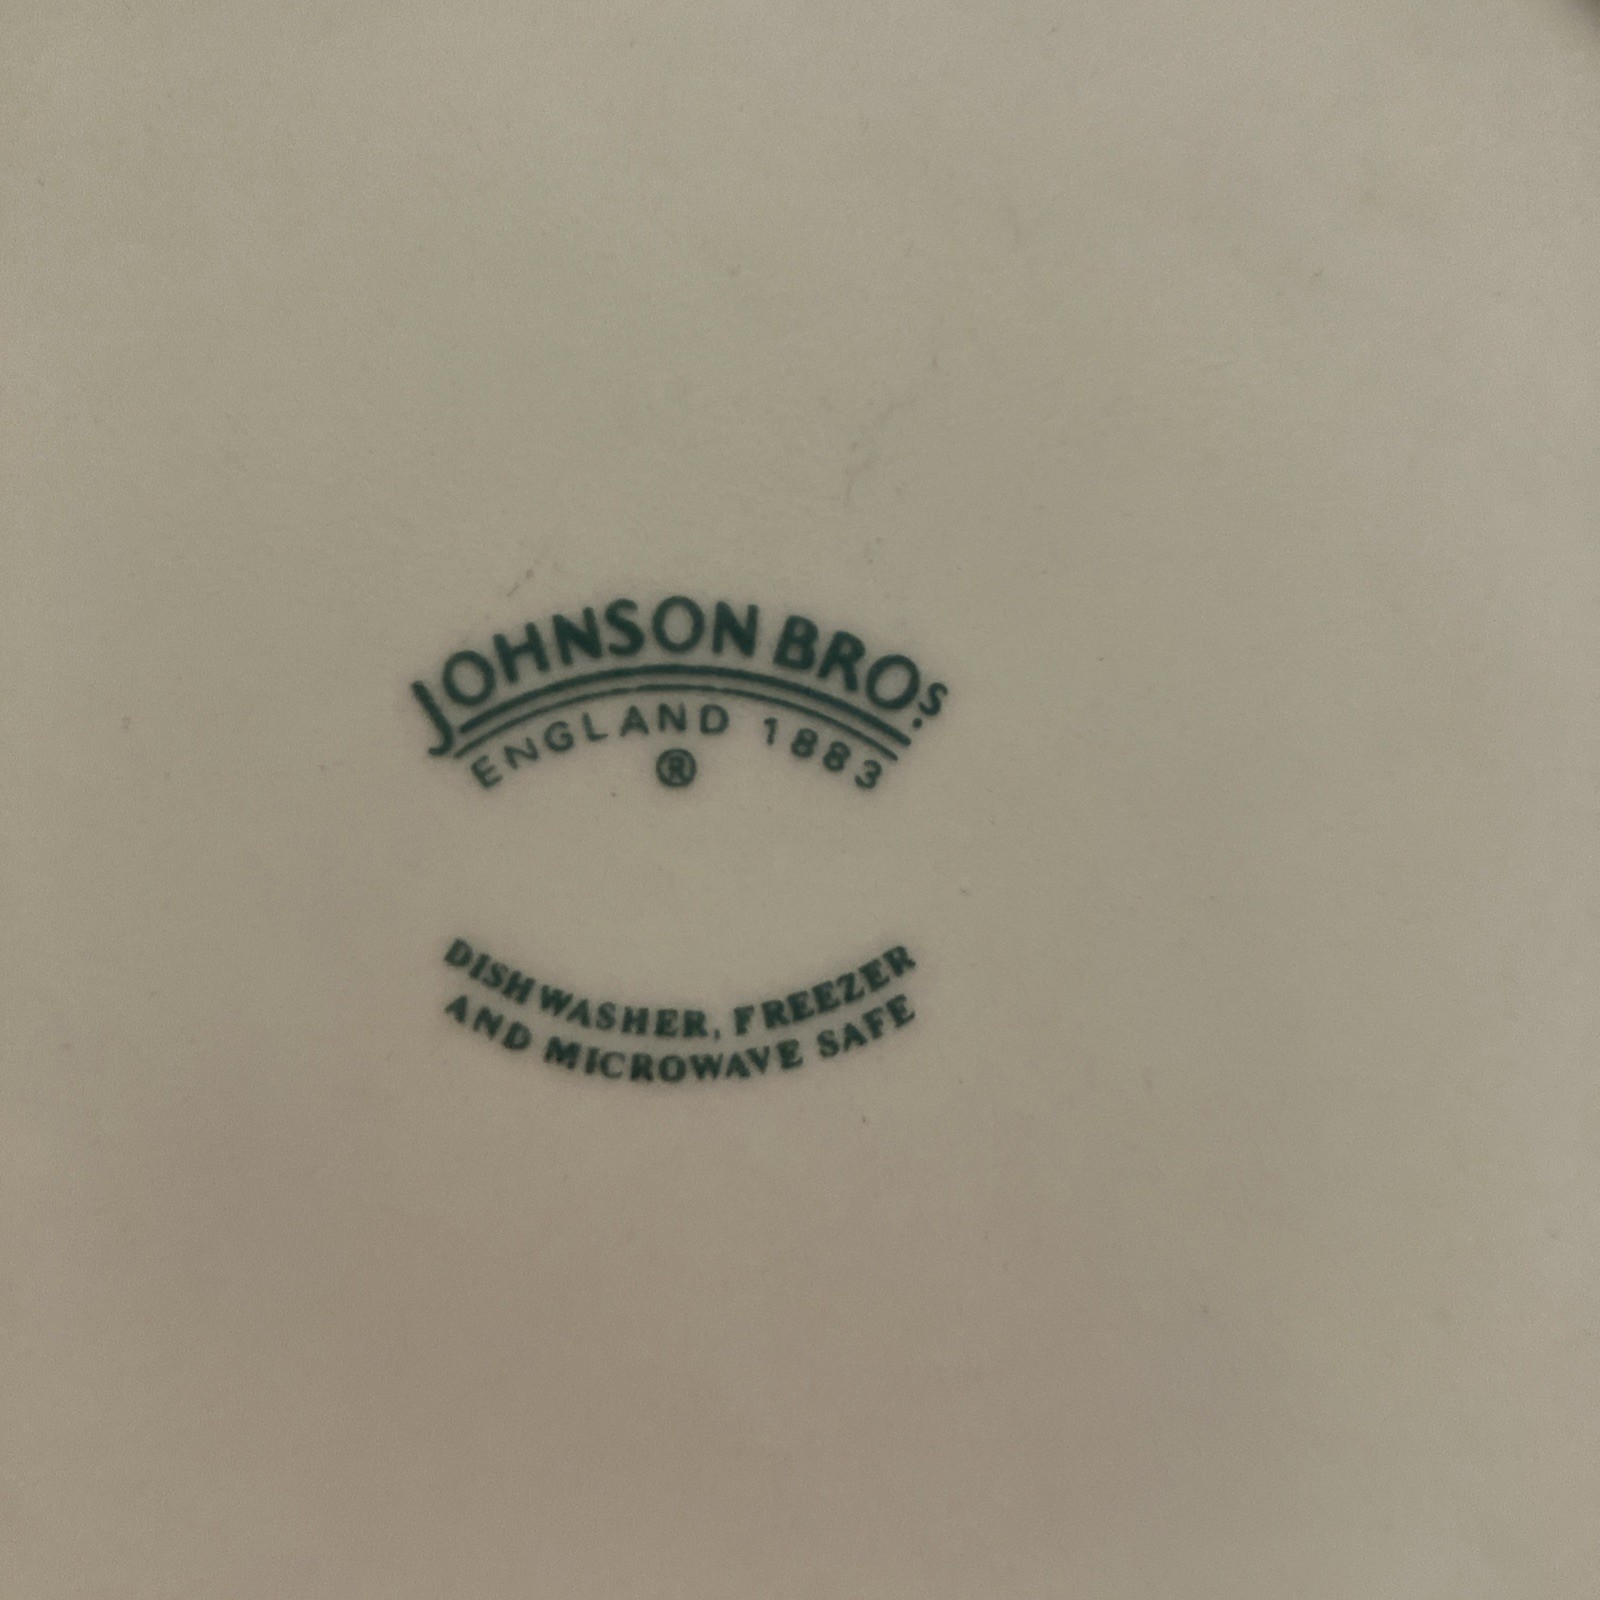 JOHNSON BROS.
ENGLAND 1883
®
DISHWASHER, FREEZER
AND MICROWAVE SAFE